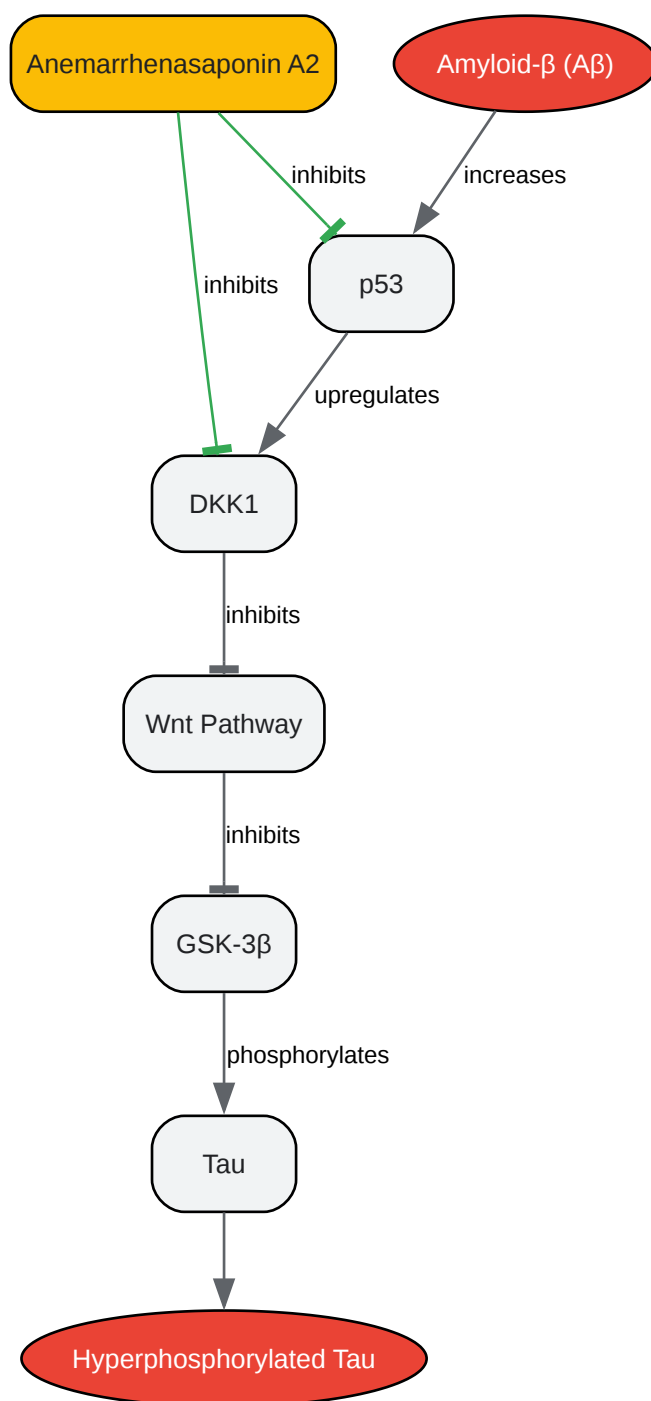 Anemarrhenasaponin A2
Amyloid-β (Aβ)
inhibits
increases
inhibits
p53
upregulates
DKK1
inhibits
Wnt Pathway
inhibits
GSK-3β
phosphorylates
Tau
Hyperphosphorylated Tau